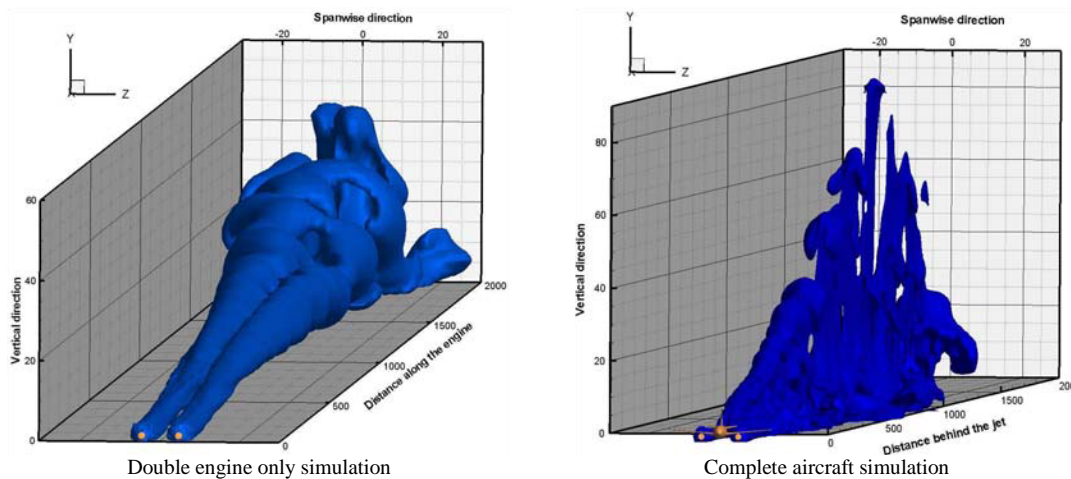 Spanwise direction
-20 0 20
Y
X Z
60
40
20
0
Vertical direction
2000
1500
1000
500
0
Distance along the engine
Double engine only simulation
Spanwise direction
-20 0 20
Y
X Z
80
60
40
20
0
Vertical direction
0
500
1000
1500
200
Distance behind the jet
Complete aircraft simulation